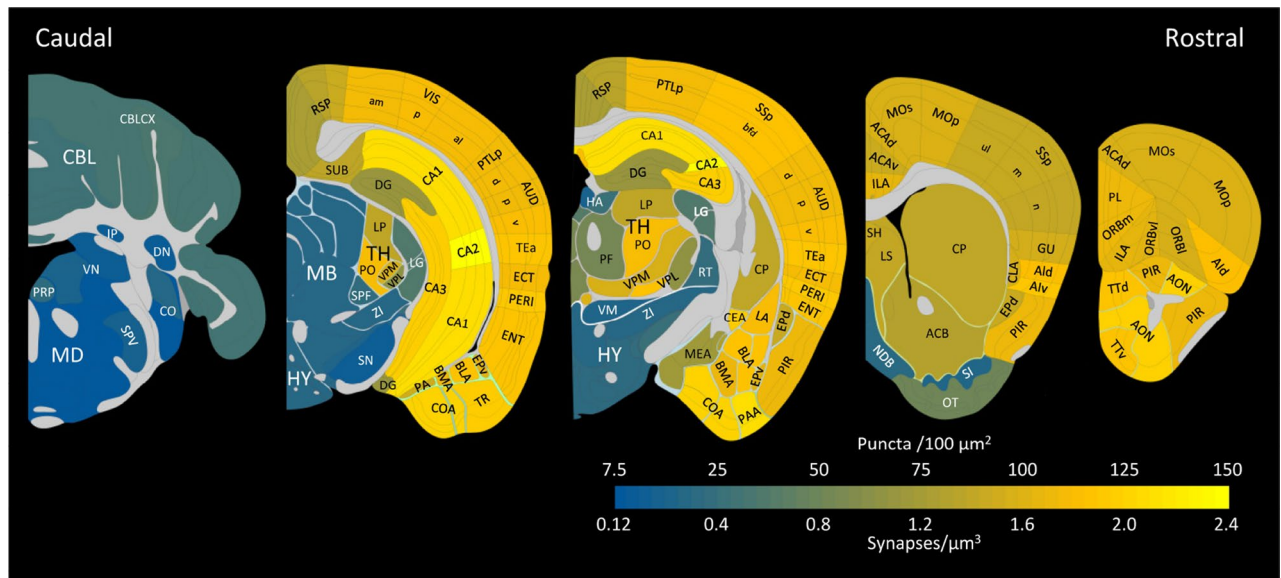 Caudal
Rostral
CBLCX
CBL
IP
DN
VN
PRP
CO
SPV
MD
RSP
am
VIS
p
al
PTLp
d
AUD
p
v
TEa
ECT
PERI
ENT
SUB
CA1
DG
CA2
CA3
CA1
LP
TH
PO
VPM
VPL
LG
MB
SPF
ZI
SN
HY
DG
PA
BMA
BLA
EPv
COA
TR
RSP
PTLp
SSp
bfd
CA1
CA2
CA3
DG
HA
LP
LG
TH
PO
PF
RT
VPM
VPL
VM
ZI
HY
CP
d
AUD
p
v
TEa
ECT
PERI
ENT
CEA
LA
EPd
MEA
BLA
BMA
EPv
PIR
COA
PAA
MOs
MOp
ACAd
ACAv
ILA
ul
SSp
m
n
SH
LS
CP
GU
CLA
AId
AIv
EPd
PIR
ACB
NDB
SI
OT
ACAd
MOs
MOp
PL
ORBm
ORBvl
ORBl
ILA
AId
PIR
AON
TTd
AON
PIR
TTv
Puncta /100 µm²
7.5 25 50 75 100 125 150
0.12 0.4 0.8 1.2 1.6 2.0 2.4
Synapses/µm³